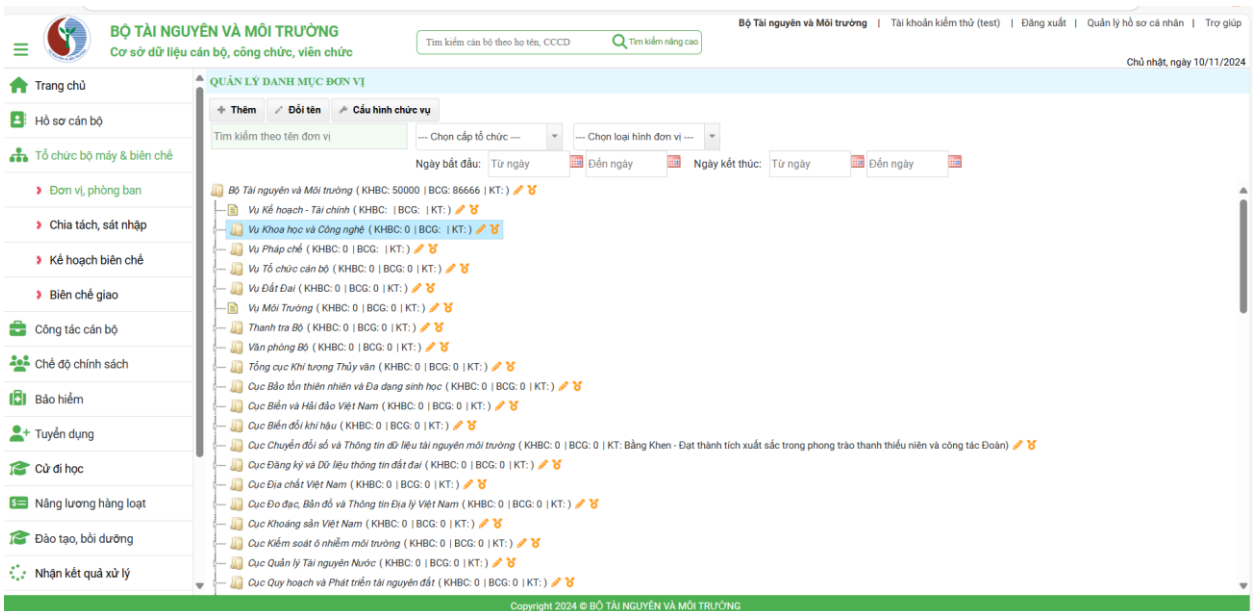 Bộ Tài nguyên và Môi trường | Tài khoản kiểm thử (test) | Đăng xuất | Quản lý hồ sơ cá nhân | Trợ giúp
BỘ TÀI NGUYÊN VÀ MÔI TRƯỜNG
Cơ sở dữ liệu cán bộ, công chức, viên chức
Tìm kiếm cán bộ theo họ tên, CCCD
Tìm kiếm nâng cao
Chủ nhật, ngày 10/11/2024
Trang chủ
Hồ sơ cán bộ
Tổ chức bộ máy & biên chế
Đơn vị, phòng ban
Chia tách, sát nhập
Kế hoạch biên chế
Biên chế giao
Công tác cán bộ
Chế độ chính sách
Bảo hiểm
Tuyển dụng
Cử đi học
Nâng lương hàng loạt
Đào tạo, bồi dưỡng
Nhận kết quả xử lý
QUẢN LÝ DANH MỤC ĐƠN VỊ
Thêm Đổi tên Cấu hình chức vụ
Tìm kiếm theo tên đơn vị --- Chọn cấp tổ chức --- --- Chọn loại hình đơn vị ---
Ngày bắt đầu: Từ ngày Đến ngày Ngày kết thúc: Từ ngày Đến ngày
Bộ Tài nguyên và Môi trường ( KHBC: 50000 | BCG: 86666 | KT: )
Vụ Kế hoạch - Tài chính ( KHBC: | BCG: | KT: )
Vụ Khoa học và Công nghệ ( KHBC: 0 | BCG: | KT: )
Vụ Pháp chế ( KHBC: 0 | BCG: | KT: )
Vụ Tổ chức cán bộ ( KHBC: 0 | BCG: 0 | KT: )
Vụ Đất Đai ( KHBC: 0 | BCG: 0 | KT: )
Vụ Môi Trường ( KHBC: 0 | BCG: 0 | KT: )
Thanh tra Bộ ( KHBC: 0 | BCG: 0 | KT: )
Văn phòng Bộ ( KHBC: 0 | BCG: 0 | KT: )
Tổng cục Khí tượng Thủy văn ( KHBC: 0 | BCG: 0 | KT: )
Cục Bảo tồn thiên nhiên và Đa dạng sinh học ( KHBC: 0 | BCG: 0 | KT: )
Cục Biển và Hải đảo Việt Nam ( KHBC: 0 | BCG: 0 | KT: )
Cục Biến đổi khí hậu ( KHBC: 0 | BCG: 0 | KT: )
Cục Chuyển đổi số và Thông tin dữ liệu tài nguyên môi trường ( KHBC: 0 | BCG: 0 | KT: Bằng Khen - Đạt thành tích xuất sắc trong phong trào thanh thiếu niên và công tác Đoàn)
Cục Đăng ký và Dữ liệu thông tin đất đai ( KHBC: 0 | BCG: 0 | KT: )
Cục Địa chất Việt Nam ( KHBC: 0 | BCG: 0 | KT: )
Cục Đo đạc, Bản đồ và Thông tin Địa lý Việt Nam ( KHBC: 0 | BCG: 0 | KT: )
Cục Khoáng sản Việt Nam ( KHBC: 0 | BCG: 0 | KT: )
Cục Kiểm soát ô nhiễm môi trường ( KHBC: 0 | BCG: 0 | KT: )
Cục Quản lý Tài nguyên Nước ( KHBC: 0 | BCG: 0 | KT: )
Cục Quy hoạch và Phát triển tài nguyên đất ( KHBC: 0 | BCG: 0 | KT: )
Copyright 2024 © BỘ TÀI NGUYÊN VÀ MÔI TRƯỜNG